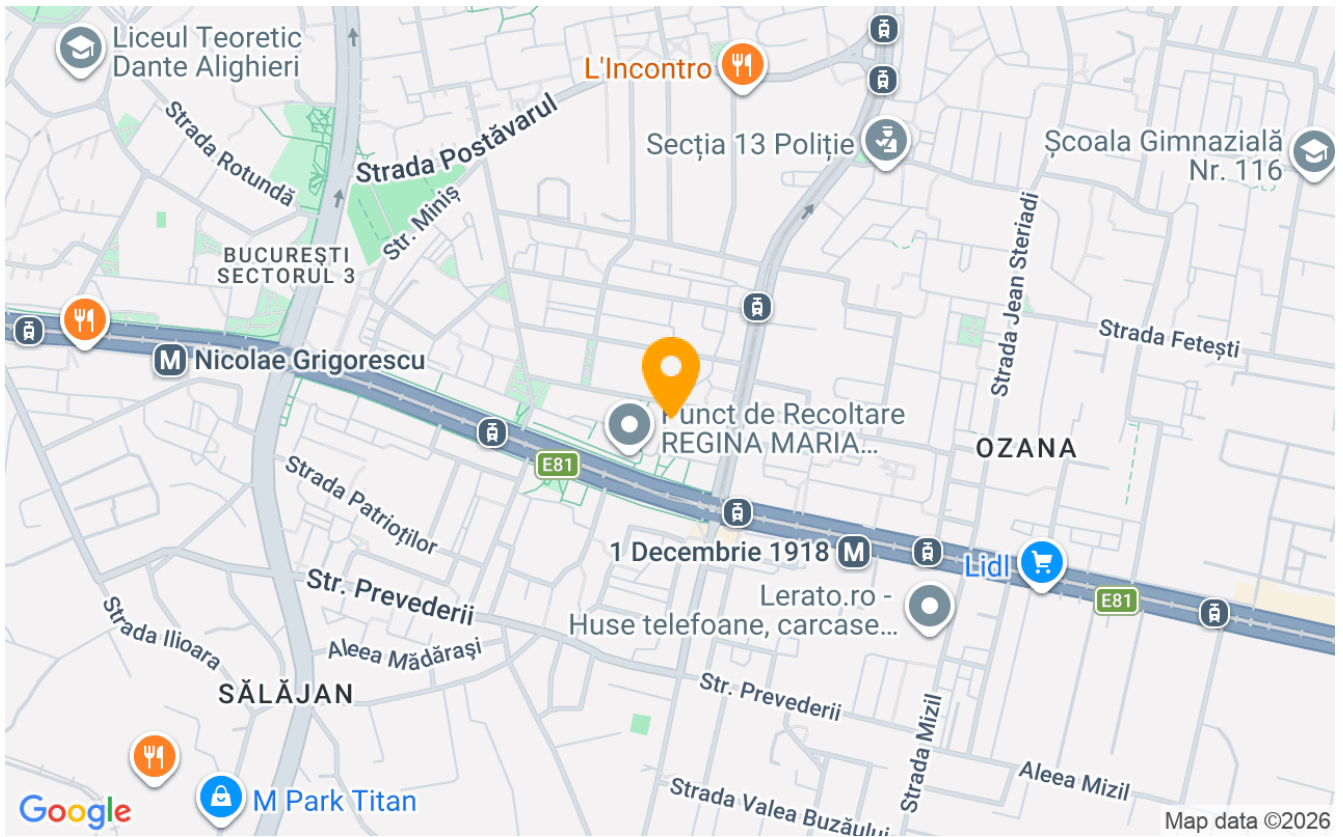 Liceul Teoretic
Dante Alighieri
L'Incontro
Strada Postăvarul
Strada Rotundă
Secția 13 Poliție
Școala Gimnazială
Nr. 116
Str. Miniș
Strada Jean Steriadi
BUCUREȘTI
SECTORUL 3
Strada Fetești
M
Nicolae Grigorescu
Punct de Recoltare
REGINA MARIA...
OZANA
E81
Strada Patrioților
1 Decembrie 1918
M
Lidl
Str. Prevederii
Lerato.ro -
Huse telefoane, carcase...
E81
Strada Ilioara
Aleea Mădărași
SĂLĂJAN
Str. Prevederii
Strada Mizil
Aleea Mizil
M Park Titan
Strada Valea Buzăului
Google
Map data ©2026